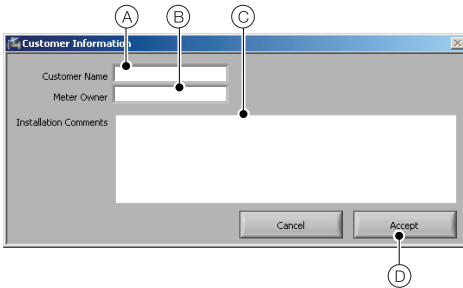 A B C
Customer Information
Customer Name
Meter Owner
Installation Comments
Cancel Accept
D